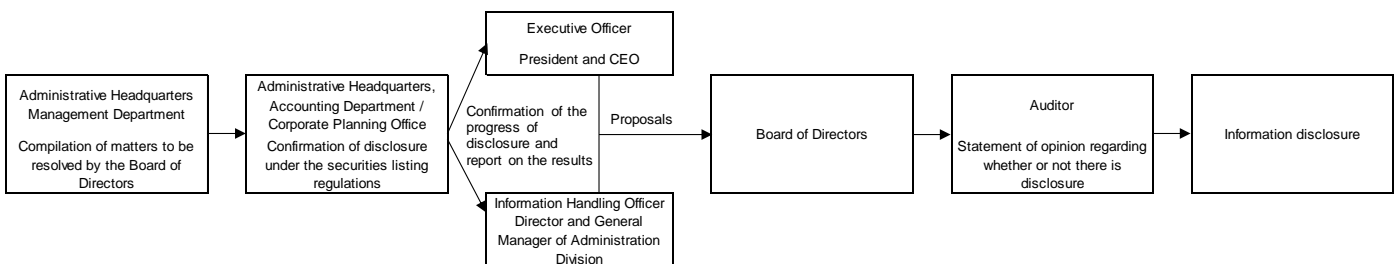 Administrative Headquarters
Management Department
Compilation of matters to be
resolved by the Board of
Directors
Administrative Headquarters,
Accounting Department /
Corporate Planning Office
Confirmation of disclosure
under the securities listing
regulations
Executive Officer
President and CEO
Confirmation of the
progress of
disclosure and
report on the results
Information Handling Officer
Director and General
Manager of Administration
Division
Proposals
Board of Directors
Auditor
Statement of opinion regarding
whether or not there is
disclosure
Information disclosure